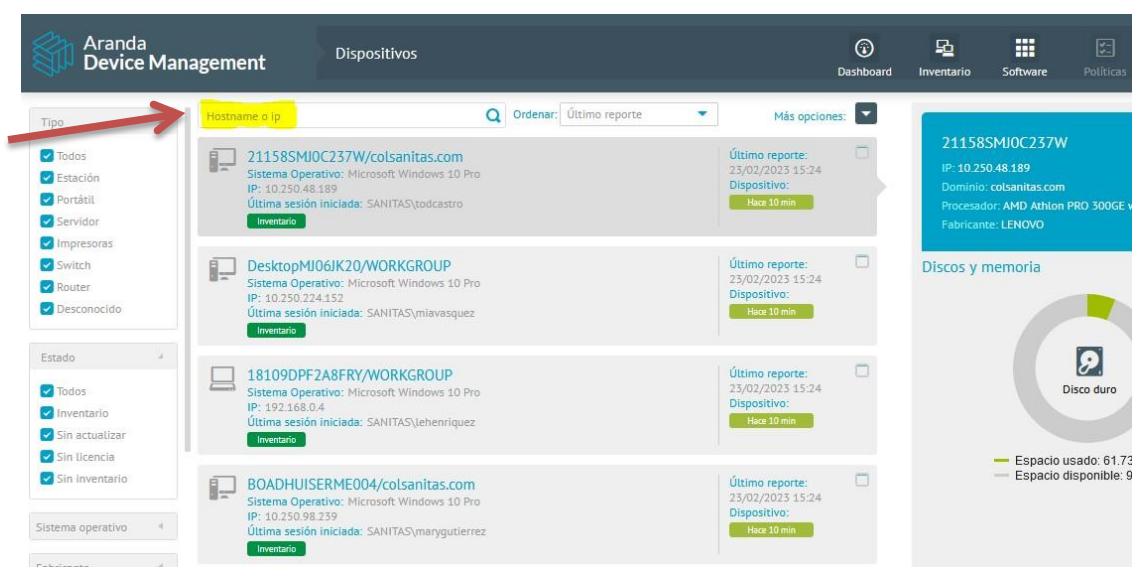 Aranda
Device Management
Dispositivos
Dashboard
Inventario
Software
Políticas
Tipo
Todos
Estación
Portátil
Servidor
Impresoras
Switch
Router
Desconocido
Estado
Todos
Inventario
Sin actualizar
Sin licencia
Sin inventario
Sistema operativo
Fabricante
Hostname o ip
Ordenar: Último reporte
Más opciones:
21158SMJ0C237W/colsanitas.com
Sistema Operativo: Microsoft Windows 10 Pro
IP: 10.250.48.189
Última sesión iniciada: SANITAS\todcastro
Inventario
Último reporte:
23/02/2023 15:24
Dispositivo:
Hace 10 min
DesktopMJ06JK20/WORKGROUP
Sistema Operativo: Microsoft Windows 10 Pro
IP: 10.250.224.152
Última sesión iniciada: SANITAS\miavasquez
Inventario
Último reporte:
23/02/2023 15:24
Dispositivo:
Hace 10 min
18109DPF2A8FRY/WORKGROUP
Sistema Operativo: Microsoft Windows 10 Pro
IP: 192.168.0.4
Última sesión iniciada: SANITAS\lehenriquez
Inventario
Último reporte:
23/02/2023 15:24
Dispositivo:
Hace 10 min
BOADHUISERME004/colsanitas.com
Sistema Operativo: Microsoft Windows 10 Pro
IP: 10.250.98.239
Última sesión iniciada: SANITAS\marygutierrez
Inventario
Último reporte:
23/02/2023 15:24
Dispositivo:
Hace 10 min
21158SMJ0C237W
IP: 10.250.48.189
Dominio: colsanitas.com
Procesador: AMD Athlon PRO 300GE
Fabricante: LENOVO
Discos y memoria
Disco duro
Espacio usado: 61.73
Espacio disponible: 9